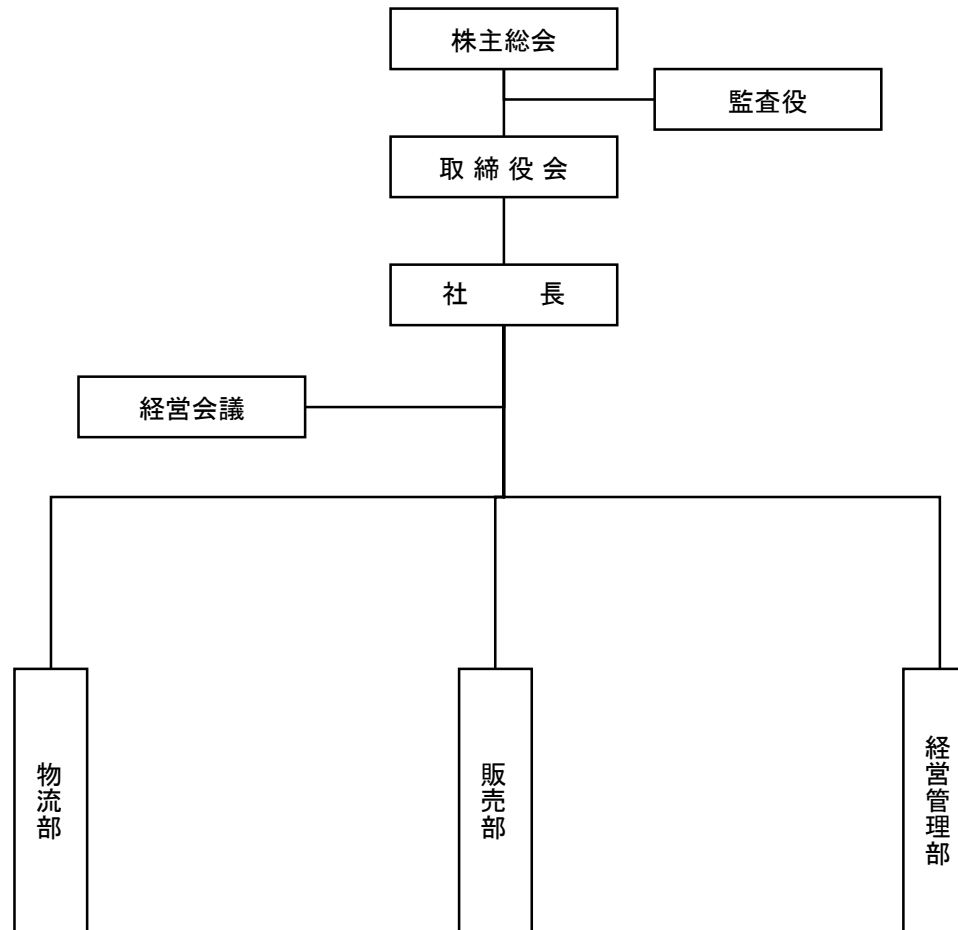 株主総会
監査役
取締役会
社長
経営会議
物流部
販売部
経営管理部